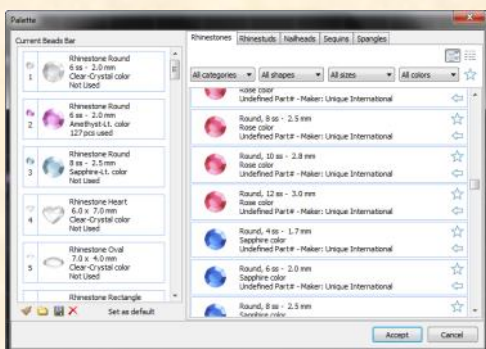 Palette
Current Beads Bar
1
Rhinestone Round
6 ss - 2.0 mm
Clear-Crystal color
Not Used
2
Rhinestone Round
6 ss - 2.0 mm
Amethyst-Lt. color
127 pcs used
3
Rhinestone Round
8 ss - 2.5 mm
Sapphire-Lt. color
Not Used
4
Rhinestone Heart
6.0 x 7.0 mm
Clear-Crystal color
Not Used
5
Rhinestone Oval
7.0 x 4.0 mm
Clear-Crystal color
Not Used
Rhinestone Rectangle
Set as default
Rhinestones Rhinestuds Nailheads Sequins Spangles
All categories All shapes All sizes All colors
Rose color
Undefined Part# - Maker: Unique International
Round, 8 ss - 2.5 mm
Rose color
Undefined Part# - Maker: Unique International
Round, 10 ss - 2.8 mm
Rose color
Undefined Part# - Maker: Unique International
Round, 12 ss - 3.0 mm
Rose color
Undefined Part# - Maker: Unique International
Round, 4 ss - 1.7 mm
Sapphire color
Undefined Part# - Maker: Unique International
Round, 6 ss - 2.0 mm
Sapphire color
Undefined Part# - Maker: Unique International
Round, 8 ss - 2.5 mm
Sapphire color
Accept Cancel